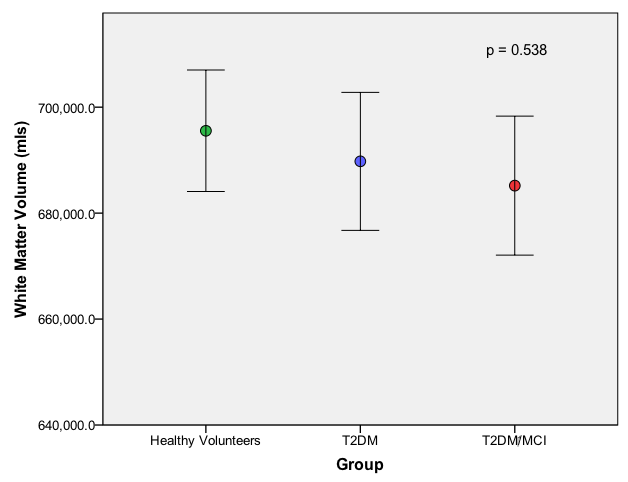 p = 0.538
White Matter Volume (mls)
700,000.0
680,000.0
660,000.0
640,000.0
Healthy Volunteers
T2DM
T2DM/MCI
Group